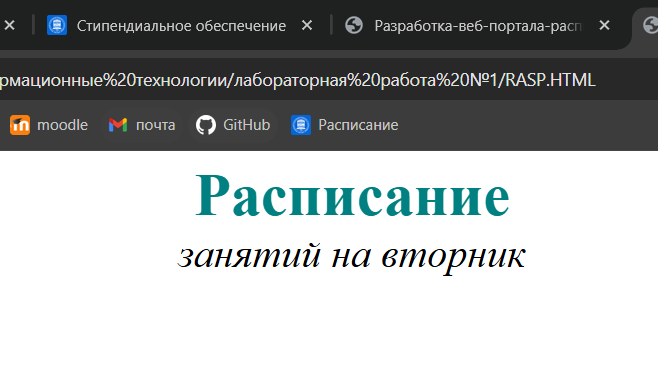 Стипендиальное обеспечение
Разработка-веб-портала-расп
рмационные%20технологии/лабораторная%20работа%20№1/RASP.HTML
moodle почта GitHub Расписание
Расписание
занятий на вторник